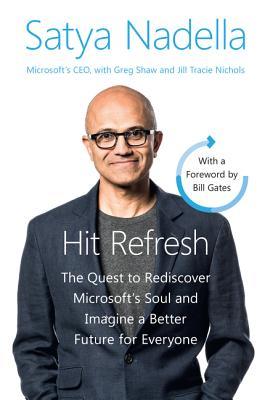 Satya Nadella
Microsoft's CEO, with Greg Shaw and Jill Tracie Nichols
With a
Foreword by
Bill Gates
Hit Refresh
The Quest to Rediscover
Microsoft's Soul and
Imagine a Better
Future for Everyone